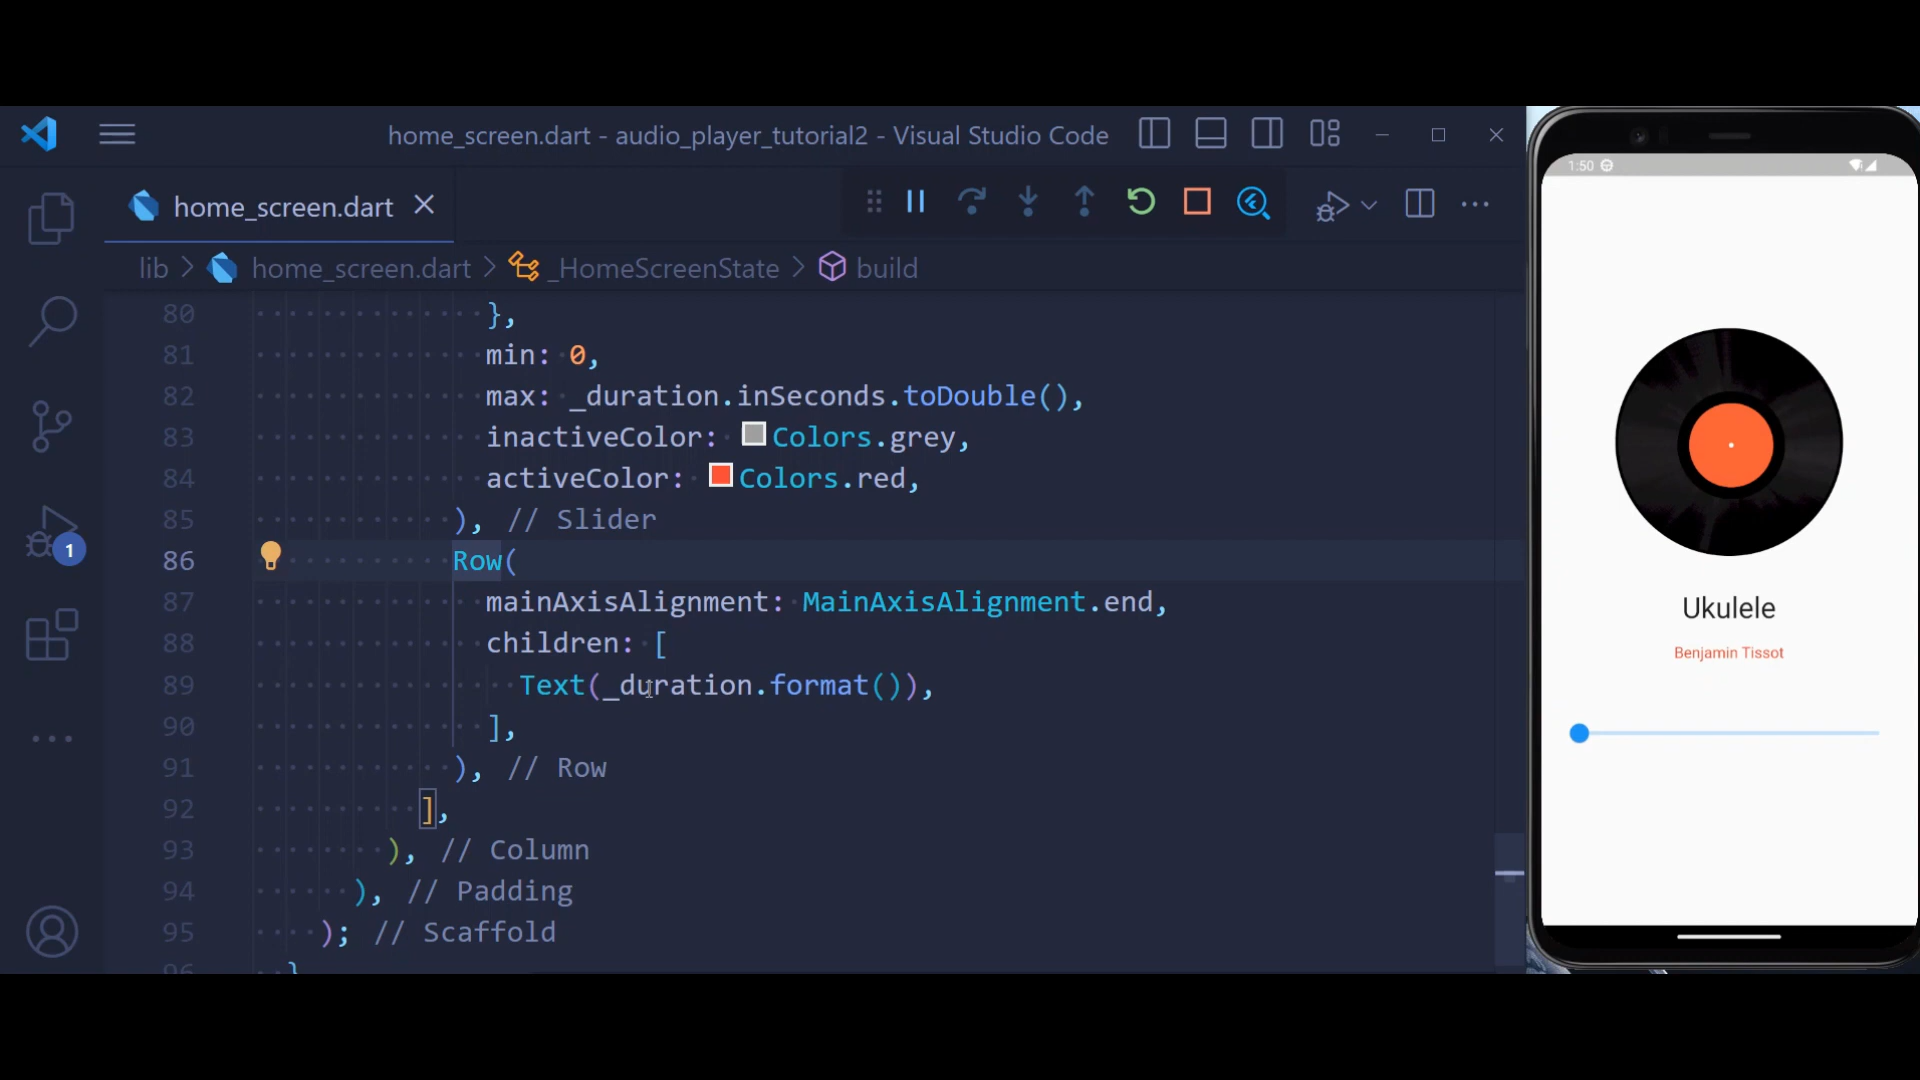 home_screen.dart - audio_player_tutorial2 - Visual Studio Code
home_screen.dart
lib > home_screen.dart > _HomeScreenState > build
80 },
81 min: 0,
82 max: _duration.inSeconds.toDouble(),
83 inactiveColor: Colors.grey,
84 activeColor: Colors.red,
85 ), // Slider
86 Row(
87 mainAxisAlignment: MainAxisAlignment.end,
88 children: [
89 Text(_duration.format()),
90 ],
91 ), // Row
92 ],
93 ), // Column
94 ), // Padding
95 ); // Scaffold
96 }
1
1:50
Ukulele
Benjamin Tissot